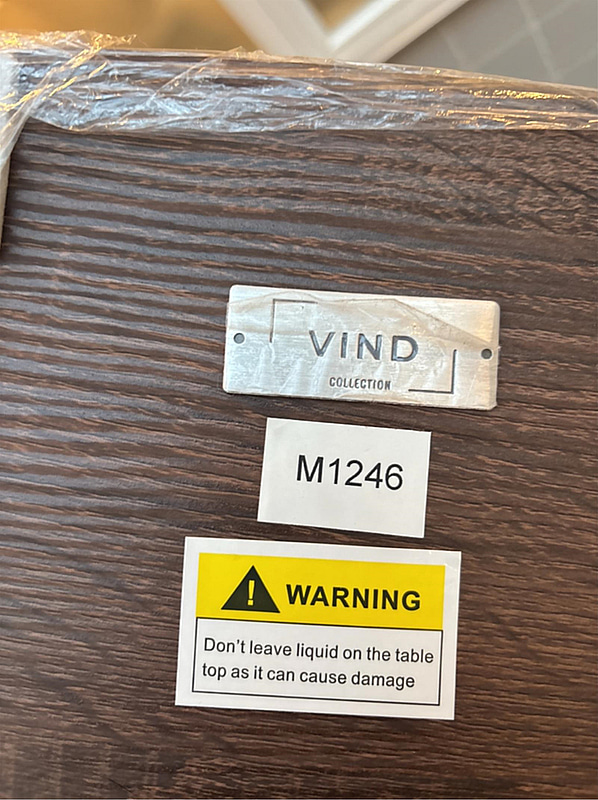 VIND
COLLECTION
M1246
WARNING
Don't leave liquid on the table
top as it can cause damage